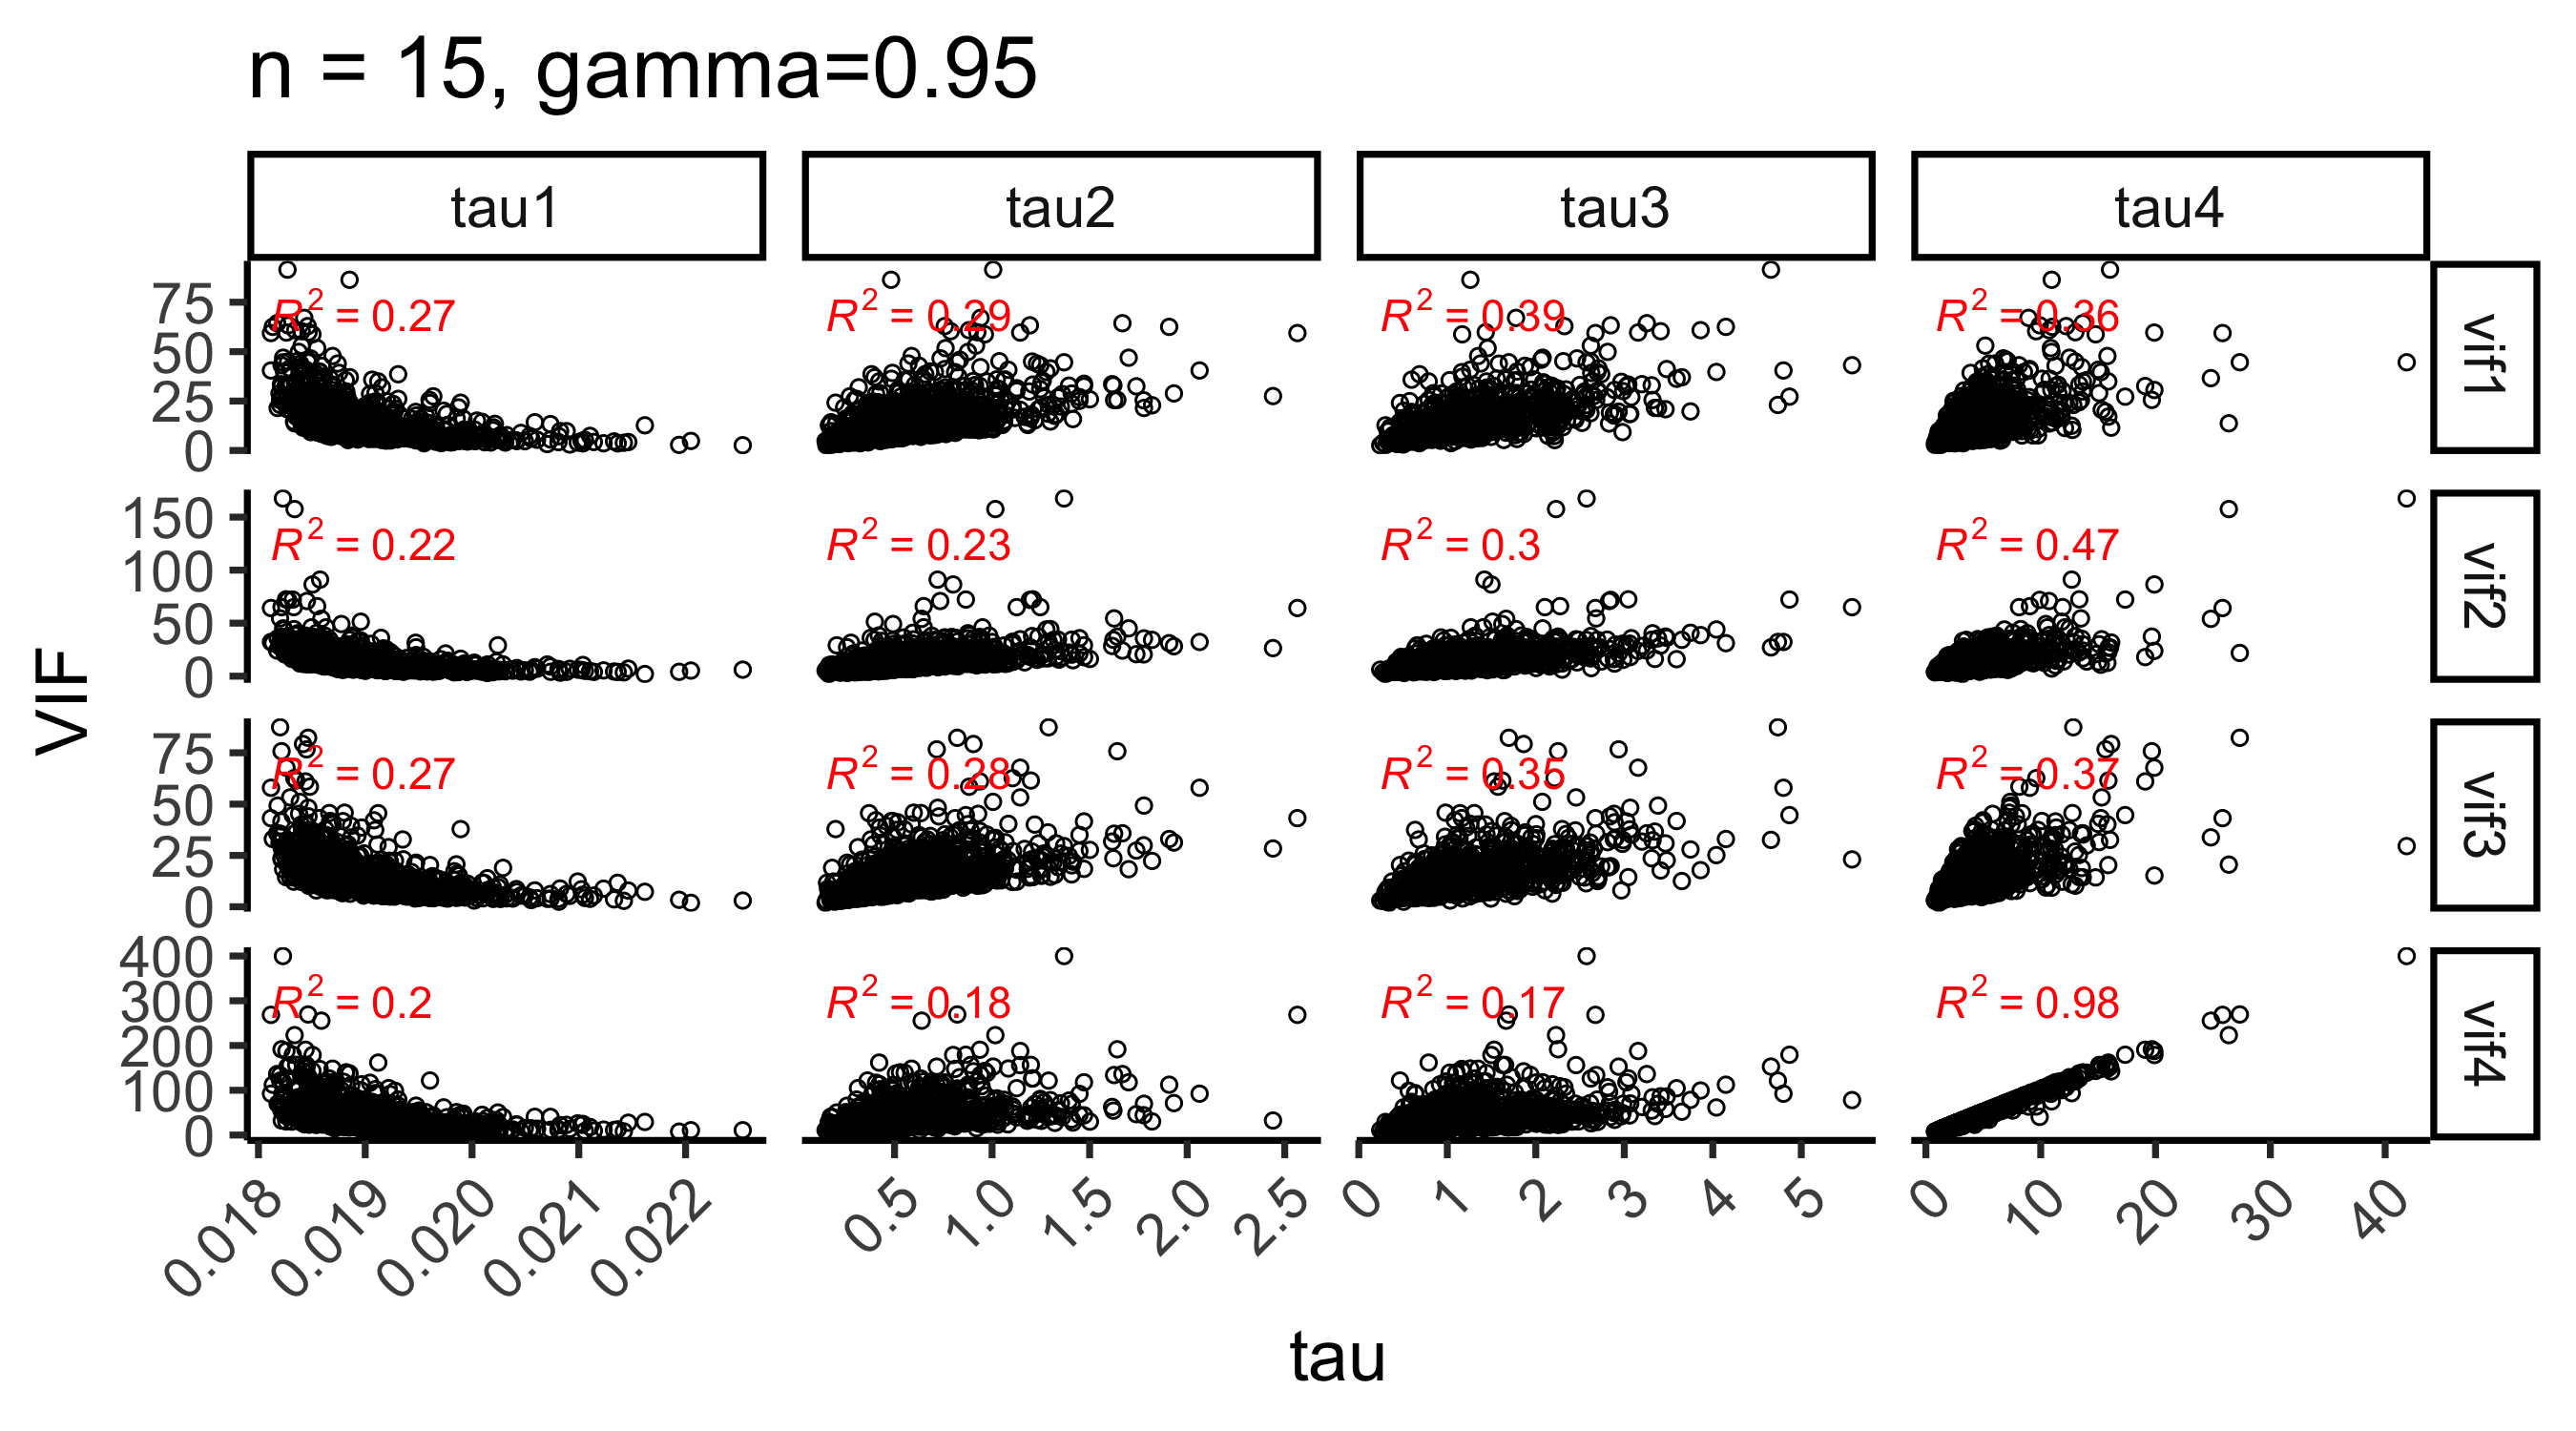 n = 15, gamma=0.95
tau1 tau2 tau3 tau4
75
50
25
0
R² = 0.27 R² = 0.29 R² = 0.39 R² = 0.36
vif1
150
100
50
0
R² = 0.22 R² = 0.23 R² = 0.3 R² = 0.47
vif2
75
50
25
0
R² = 0.27 R² = 0.28 R² = 0.35 R² = 0.37
vif3
400
300
200
100
0
R² = 0.2 R² = 0.18 R² = 0.17 R² = 0.98
vif4
VIF
0.018 0.019 0.020 0.021 0.022 0.5 1.0 1.5 2.0 2.5 0 1 2 3 4 5 0 10 20 30 40
tau